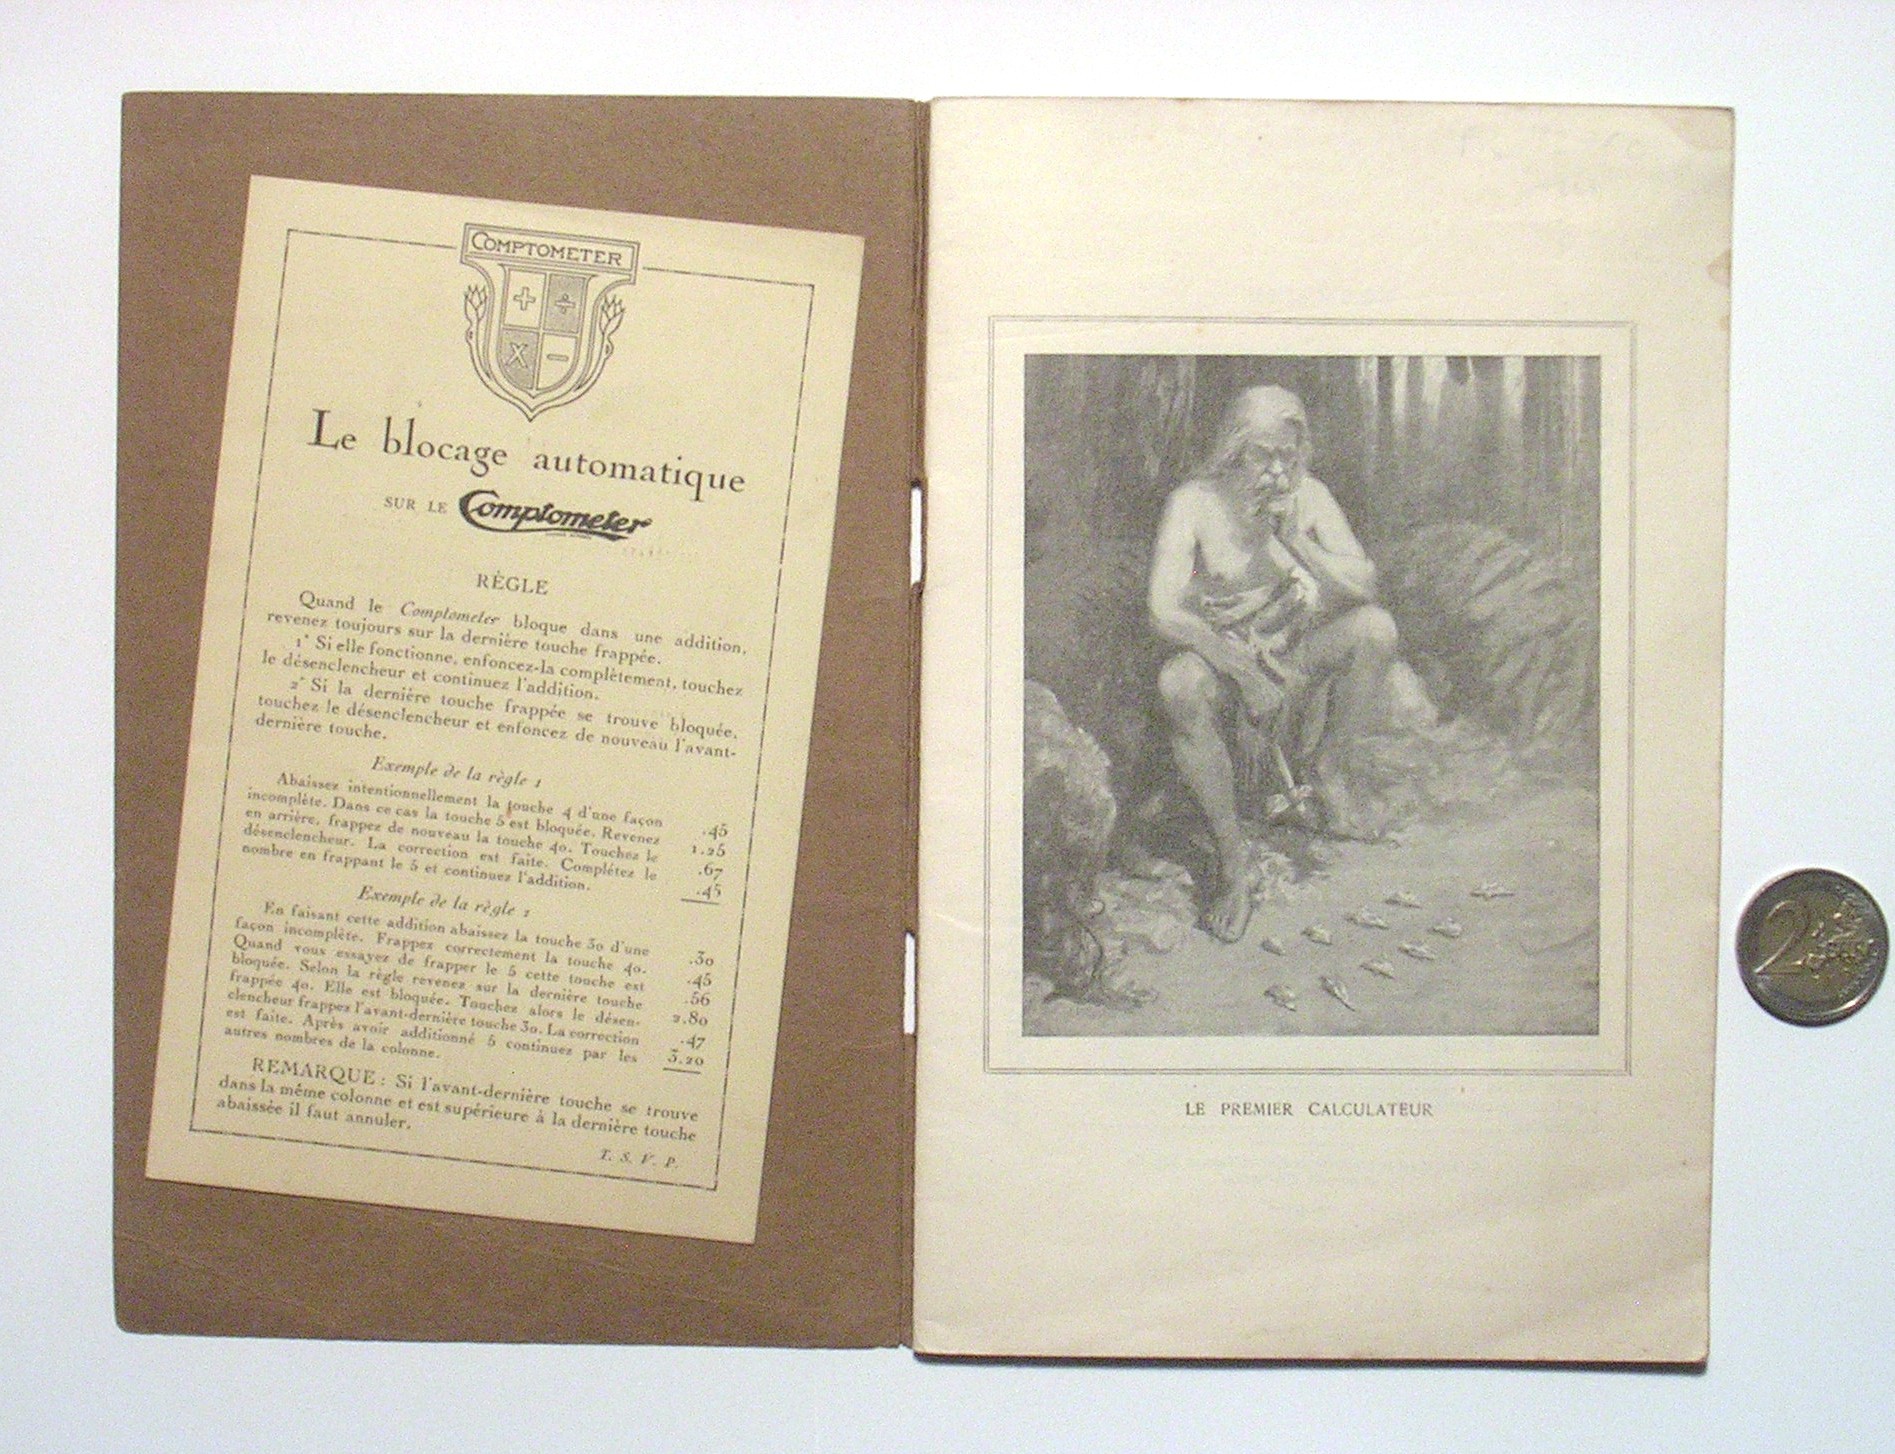 COMPTOMETER
+ ÷
x −
Le blocage automatique
SUR LE Comptometer
RÈGLE
Quand le Comptometer bloque dans une addition,
revenez toujours sur la dernière touche frappée.
1° Si elle fonctionne, enfoncez-la complètement, touchez
le désenclencheur et continuez l'addition.
2° Si la dernière touche frappée se trouve bloquée,
touchez le désenclencheur et enfoncez de nouveau l'avant-
dernière touche.
Exemple de la règle 1
Abaissez intentionnellement la touche 4 d'une façon
incomplète. Dans ce cas la touche 5 est bloquée. Revenez
en arrière, frappez de nouveau la touche 40. Touchez le
désenclencheur. La correction est faite. Complétez le
nombre en frappant le 5 et continuez l'addition.
.45
1.25
.67
.45
Exemple de la règle 2
En faisant cette addition abaissez la touche 30 d'une
façon incomplète. Frappez correctement la touche 40.
Quand vous essayez de frapper le 5 cette touche est
bloquée. Selon la règle revenez sur la dernière touche
frappée 40. Elle est bloquée. Touchez alors le désen-
clencheur frappez l'avant-dernière touche 30. La correction
est faite. Après avoir additionné 5 continuez par les
autres nombres de la colonne.
.30
.45
.56
2.80
.47
3.20
REMARQUE : Si l'avant-dernière touche se trouve
dans la même colonne et est supérieure à la dernière touche
abaissée il faut annuler.
T. S. V. P.
LE PREMIER CALCULATEUR
2